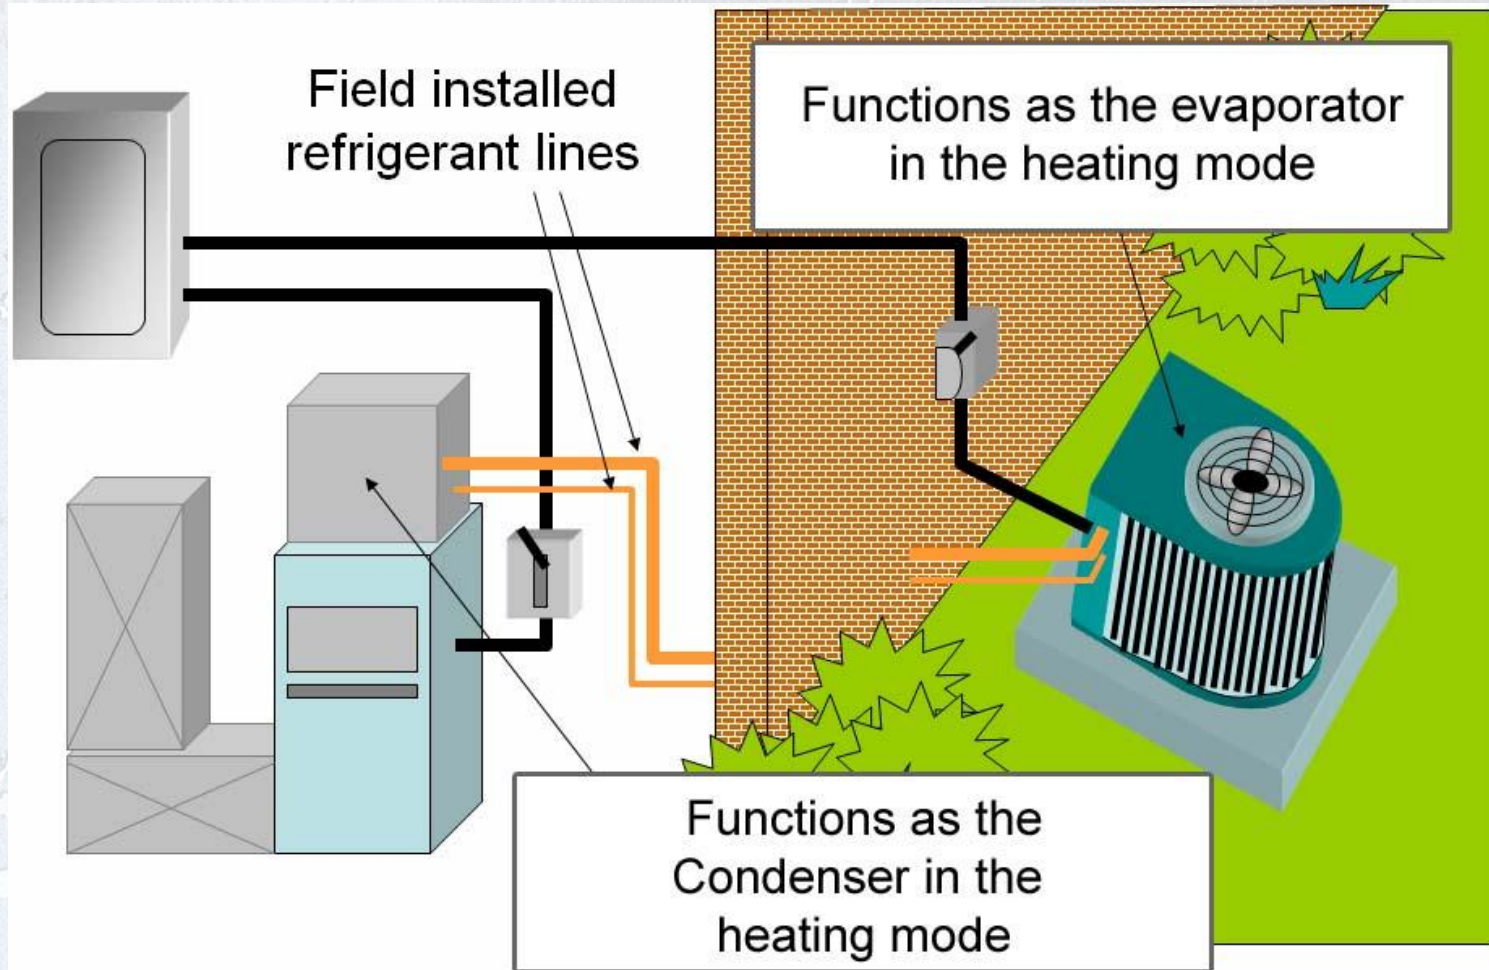 Field installed
refrigerant lines
Functions as the evaporator
in the heating mode
Functions as the
Condenser in the
heating mode